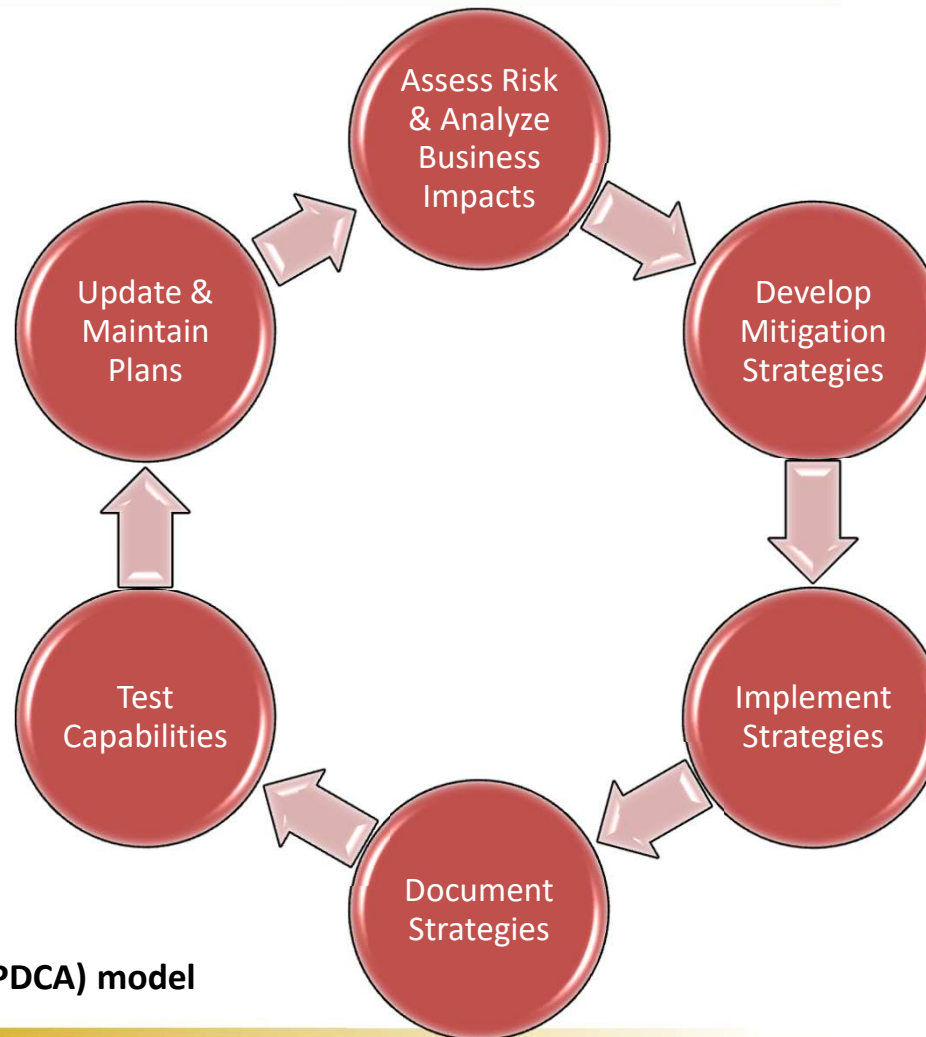 Assess Risk
& Analyze
Business
Impacts
Develop
Mitigation
Strategies
Implement
Strategies
Document
Strategies
Test
Capabilities
Update &
Maintain
Plans
PDCA) model